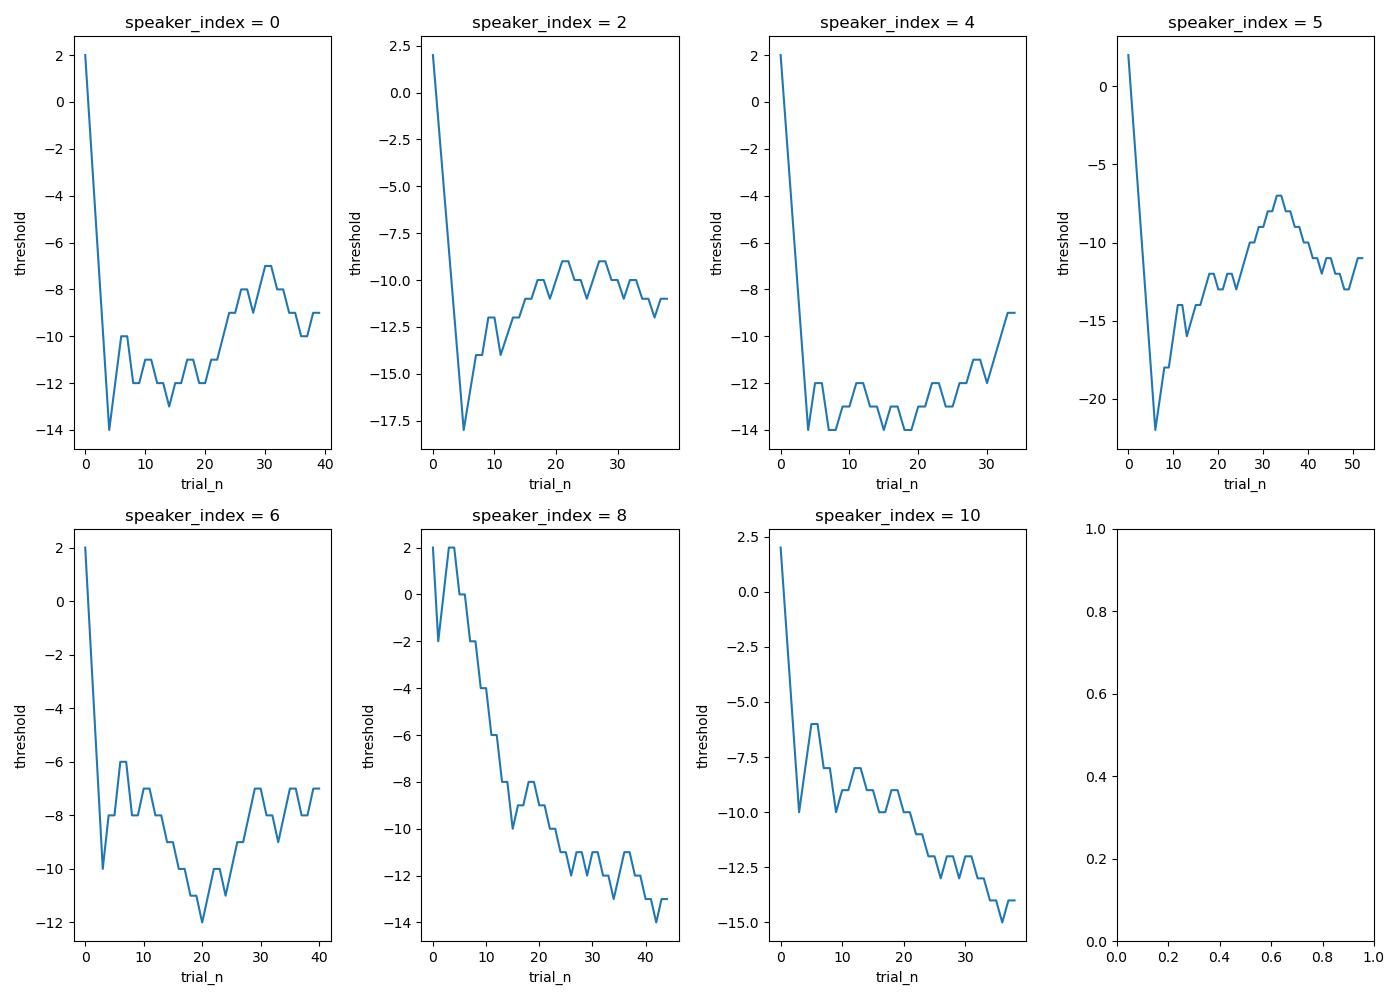 speaker_index = 0
2
0
−2
−4
−6
−8
−10
−12
−14
threshold
0 10 20 30 40
trial_n
speaker_index = 2
2.5
0.0
−2.5
−5.0
−7.5
−10.0
−12.5
−15.0
−17.5
threshold
0 10 20 30
trial_n
speaker_index = 4
2
0
−2
−4
−6
−8
−10
−12
−14
threshold
0 10 20 30
trial_n
speaker_index = 5
0
−5
−10
−15
−20
threshold
0 10 20 30 40 50
trial_n
speaker_index = 6
2
0
−2
−4
−6
−8
−10
−12
threshold
0 10 20 30 40
trial_n
speaker_index = 8
2
0
−2
−4
−6
−8
−10
−12
−14
threshold
0 10 20 30 40
trial_n
speaker_index = 10
2.5
0.0
−2.5
−5.0
−7.5
−10.0
−12.5
−15.0
threshold
0 10 20 30
trial_n
1.0
0.8
0.6
0.4
0.2
0.0
0.0 0.2 0.4 0.6 0.8 1.0